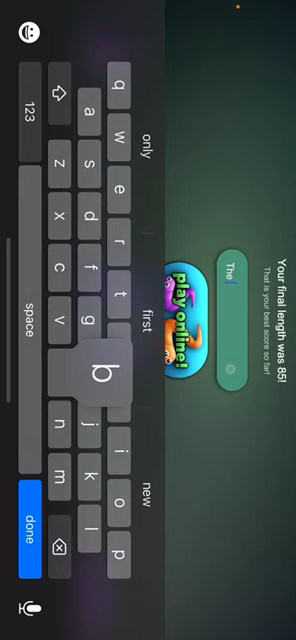 Your final length was 85!
That is your best score so far!
The
play online!
only first new
q w e r t i o p
a s d f g j k l
z x c v b n m
123 space done